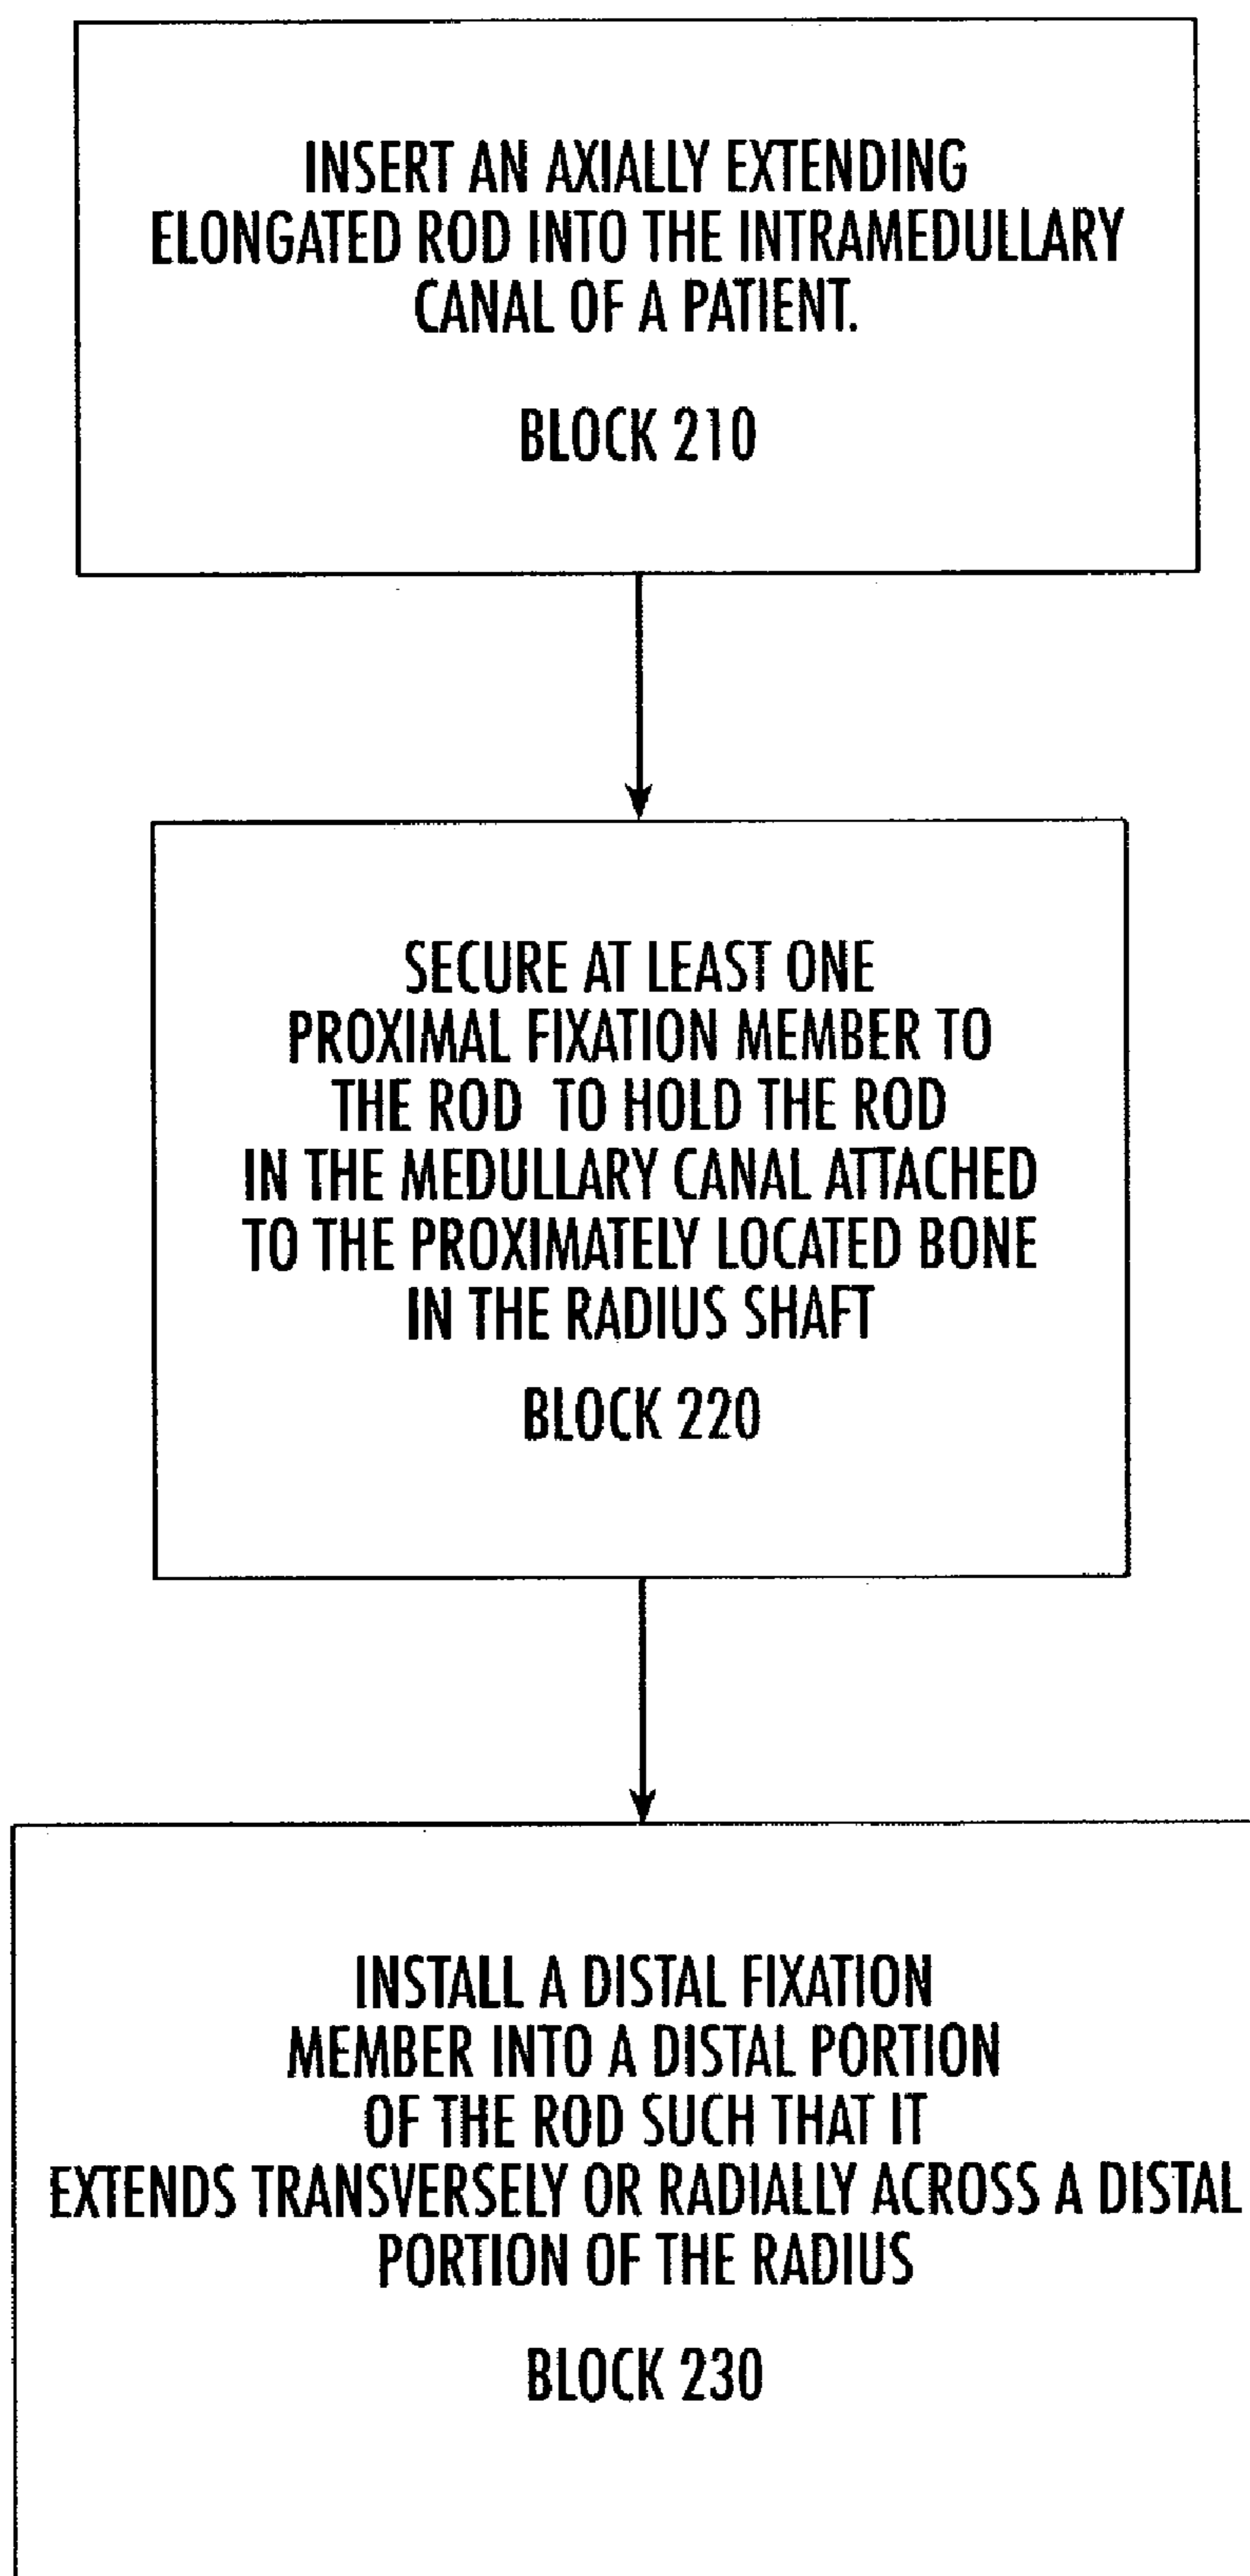 INSERT AN AXIALLY EXTENDING
ELONGATED ROD INTO THE INTRAMEDULLARY
CANAL OF A PATIENT.
BLOCK 210
SECURE AT LEAST ONE
PROXIMAL FIXATION MEMBER TO
THE ROD TO HOLD THE ROD
IN THE MEDULLARY CANAL ATTACHED
TO THE PROXIMATELY LOCATED BONE
IN THE RADIUS SHAFT
BLOCK 220
INSTALL A DISTAL FIXATION
MEMBER INTO A DISTAL PORTION
OF THE ROD SUCH THAT IT
EXTENDS TRANSVERSELY OR RADIALLY ACROSS A DISTAL
PORTION OF THE RADIUS
BLOCK 230